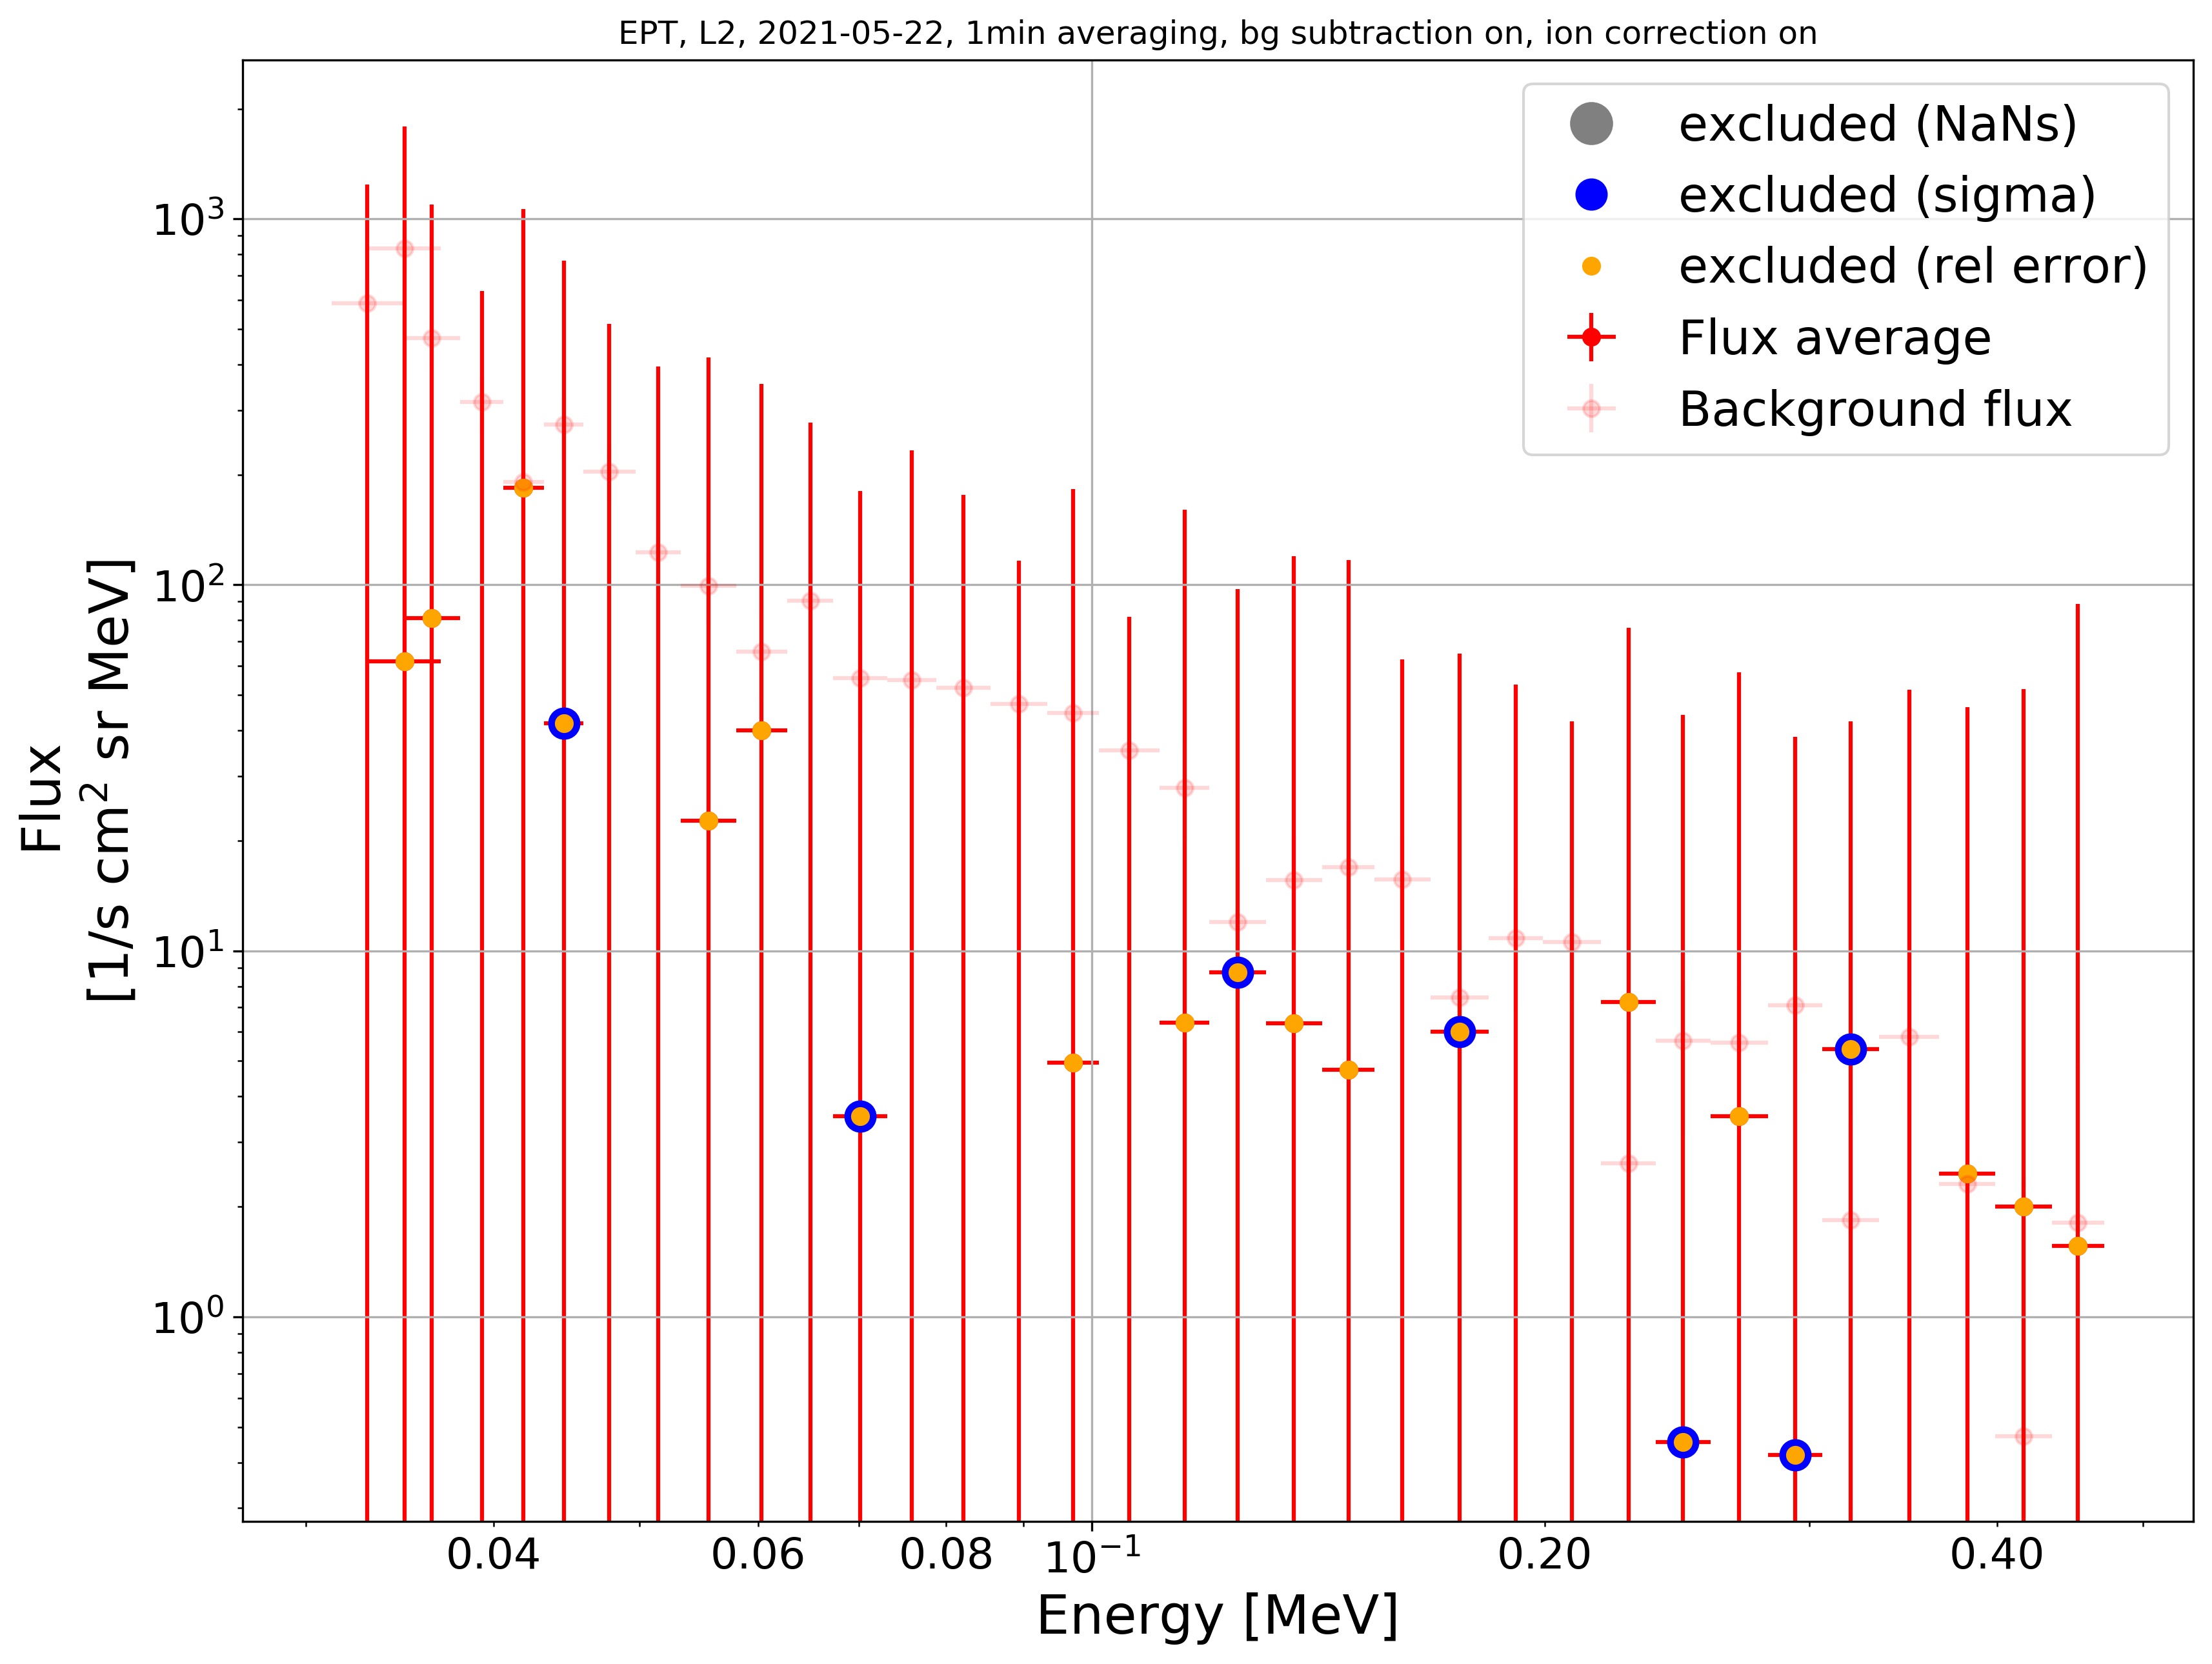 EPT, L2, 2021-05-22, 1min averaging, bg subtraction on, ion correction on
excluded (NaNs)
excluded (sigma)
excluded (rel error)
Flux average
Background flux
Flux
[1/s cm² sr MeV]
10³
10²
10¹
10⁰
0.04
0.06
0.08
10⁻¹
0.20
0.40
Energy [MeV]